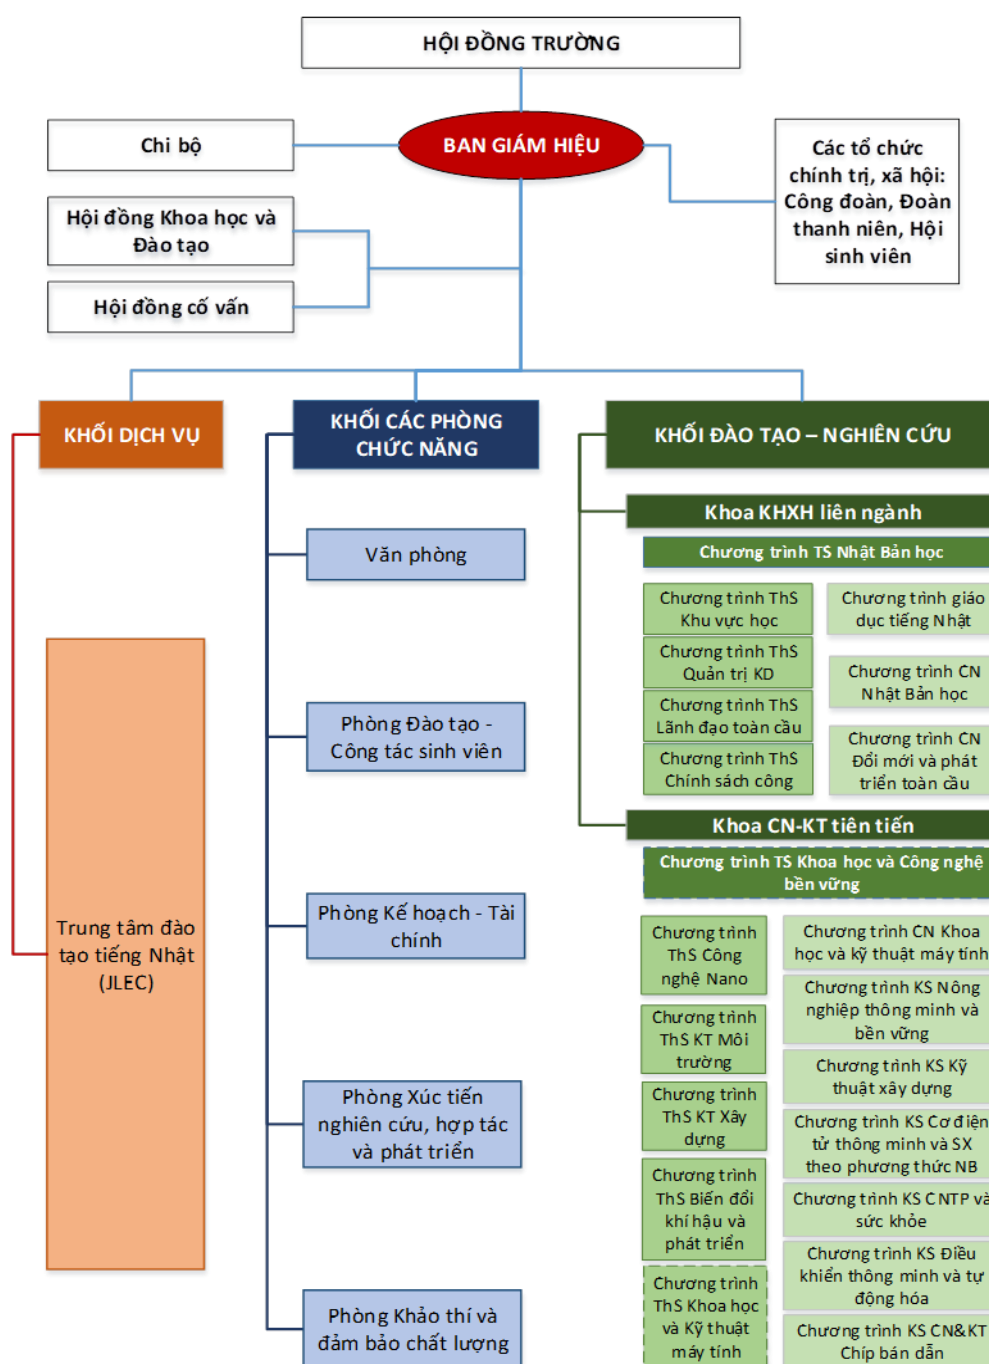 HỘI ĐỒNG TRƯỜNG
BAN GIÁM HIỆU
Chi bộ
Các tổ chức
chính trị, xã hội:
Công đoàn, Đoàn
thanh niên, Hội
sinh viên
Hội đồng Khoa học và
Đào tạo
Hội đồng cố vấn
KHỐI DỊCH VỤ
Trung tâm đào
tạo tiếng Nhật
(JLEC)
KHỐI CÁC PHÒNG
CHỨC NĂNG
Văn phòng
Phòng Đào tạo -
Công tác sinh viên
Phòng Kế hoạch - Tài
chính
Phòng Xúc tiến
nghiên cứu, hợp tác
và phát triển
Phòng Khảo thí và
đảm bảo chất lượng
KHỐI ĐÀO TẠO – NGHIÊN CỨU
Khoa KHXH liên ngành
Chương trình TS Nhật Bản học
Chương trình ThS
Khu vực học
Chương trình ThS
Quản trị KD
Chương trình ThS
Lãnh đạo toàn cầu
Chương trình ThS
Chính sách công
Chương trình giáo
dục tiếng Nhật
Chương trình CN
Nhật Bản học
Chương trình CN
Đổi mới và phát
triển toàn cầu
Khoa CN-KT tiên tiến
Chương trình TS Khoa học và Công nghệ
bền vững
Chương trình
ThS Công
nghệ Nano
Chương trình
ThS KT Môi
trường
Chương trình
ThS KT Xây
dựng
Chương trình
ThS Biến đổi
khí hậu và
phát triển
Chương trình
ThS Khoa học
và Kỹ thuật
máy tính
Chương trình CN Khoa
học và kỹ thuật máy tính
Chương trình KS Nông
nghiệp thông minh và
bền vững
Chương trình KS Kỹ
thuật xây dựng
Chương trình KS Cơ điện
tử thông minh và SX
theo phương thức NB
Chương trình KS CNTP và
sức khỏe
Chương trình KS Điều
khiển thông minh và tự
động hóa
Chương trình KS CN&KT
Chíp bán dẫn